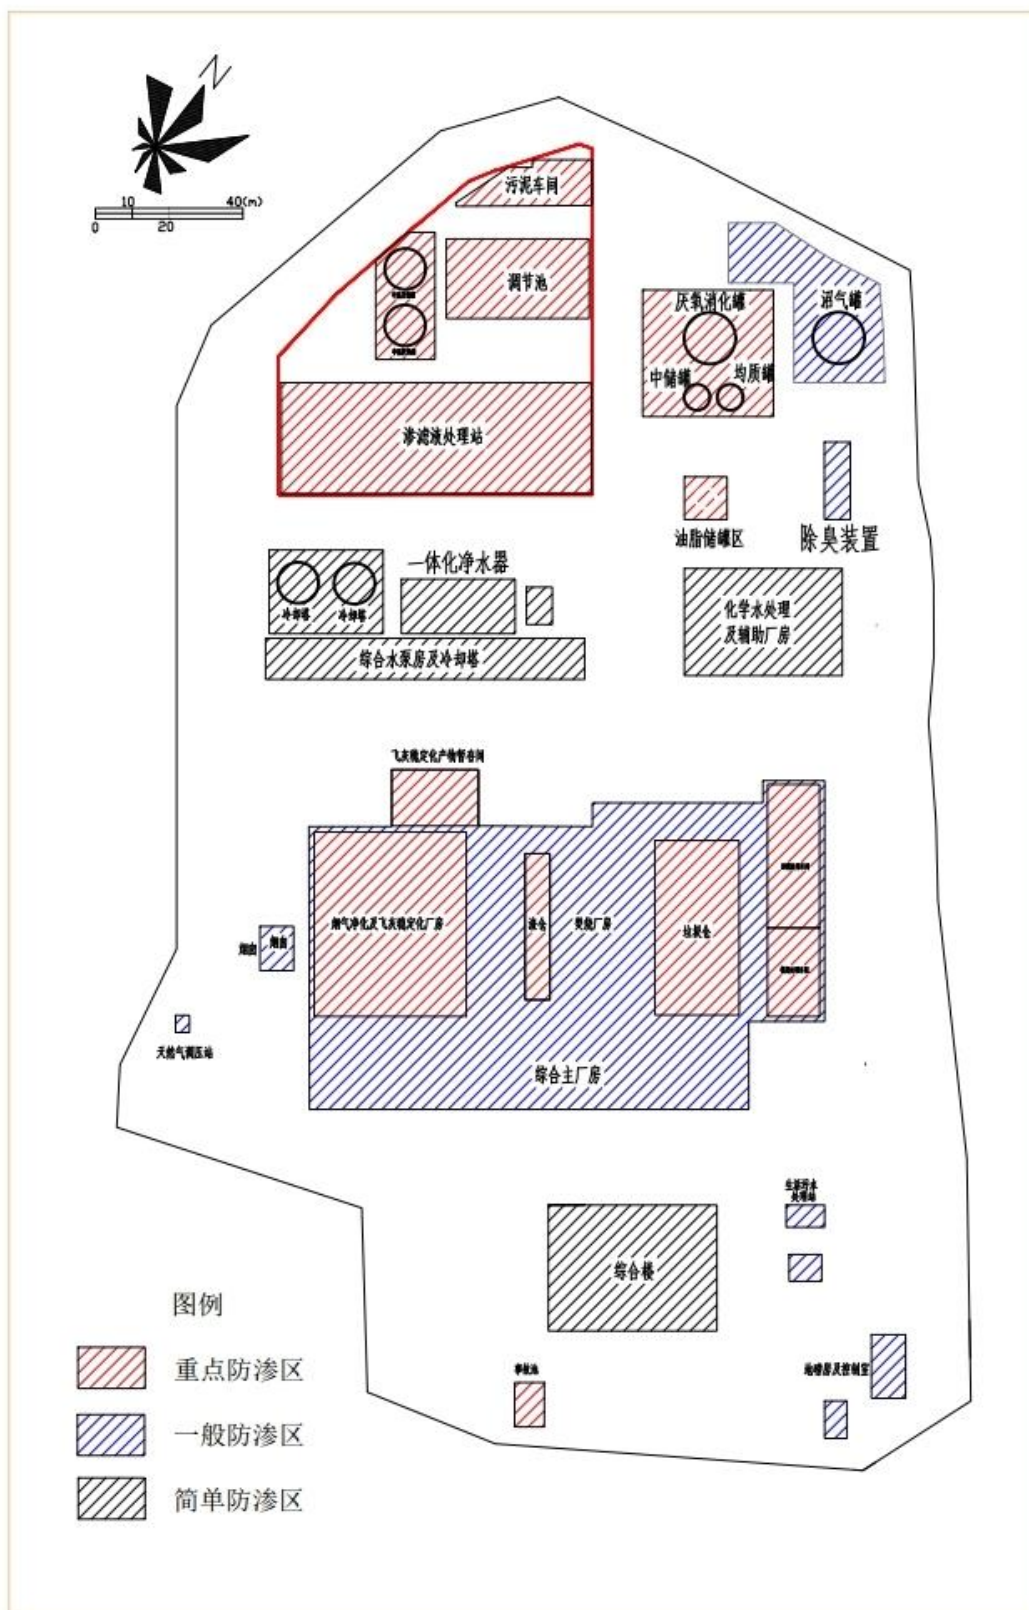 N
10
40(m)
0
20
污泥车间
调节池
厌氧消化罐
沼气罐
中储罐
均质罐
渗滤液处理站
油脂储罐区
除臭装置
一体化净水器
冷却塔
冷却塔
化学水处理
及辅助厂房
综合水泵房及冷却塔
飞灰稳定化产物暂存间
烟气净化及飞灰稳定化厂房
渣仓
焚烧厂房
垃圾仓
烟囱
烟囱
天然气调压站
综合主厂房
生活污水
处理站
综合楼
事故池
地磅房及控制室
图例
重点防渗区
一般防渗区
简单防渗区